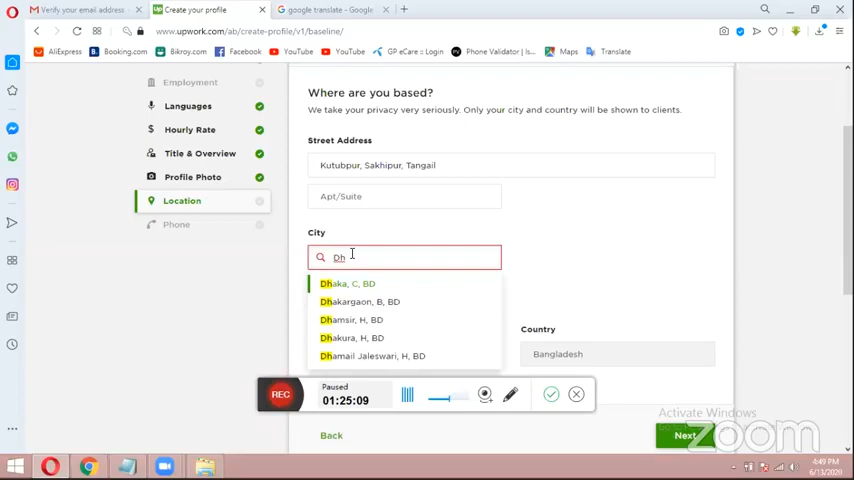 Verify your email address
Create your profile
google translate - Google
www.upwork.com/ab/create-profile/v1/baseline/
AliExpress
Booking.com
Bikroy.com
Facebook
YouTube
YouTube
GP eCare :: Login
Phone Validator | Is...
Maps
Translate
Employment
Languages
Hourly Rate
Title & Overview
Profile Photo
Location
Phone
Where are you based?
We take your privacy very seriously. Only your city and country will be shown to clients.
Street Address
Kutubpur, Sakhipur, Tangail
Apt/Suite
City
Dh
Dhaka, C, BD
Dhakargaon, B, BD
Dhamsir, H, BD
Dhakura, H, BD
Dhamail Jaleswari, H, BD
Country
Bangladesh
REC
Paused
01:25:09
Back
Next
Activate Windows
zoom
4:49 PM
6/13/2020